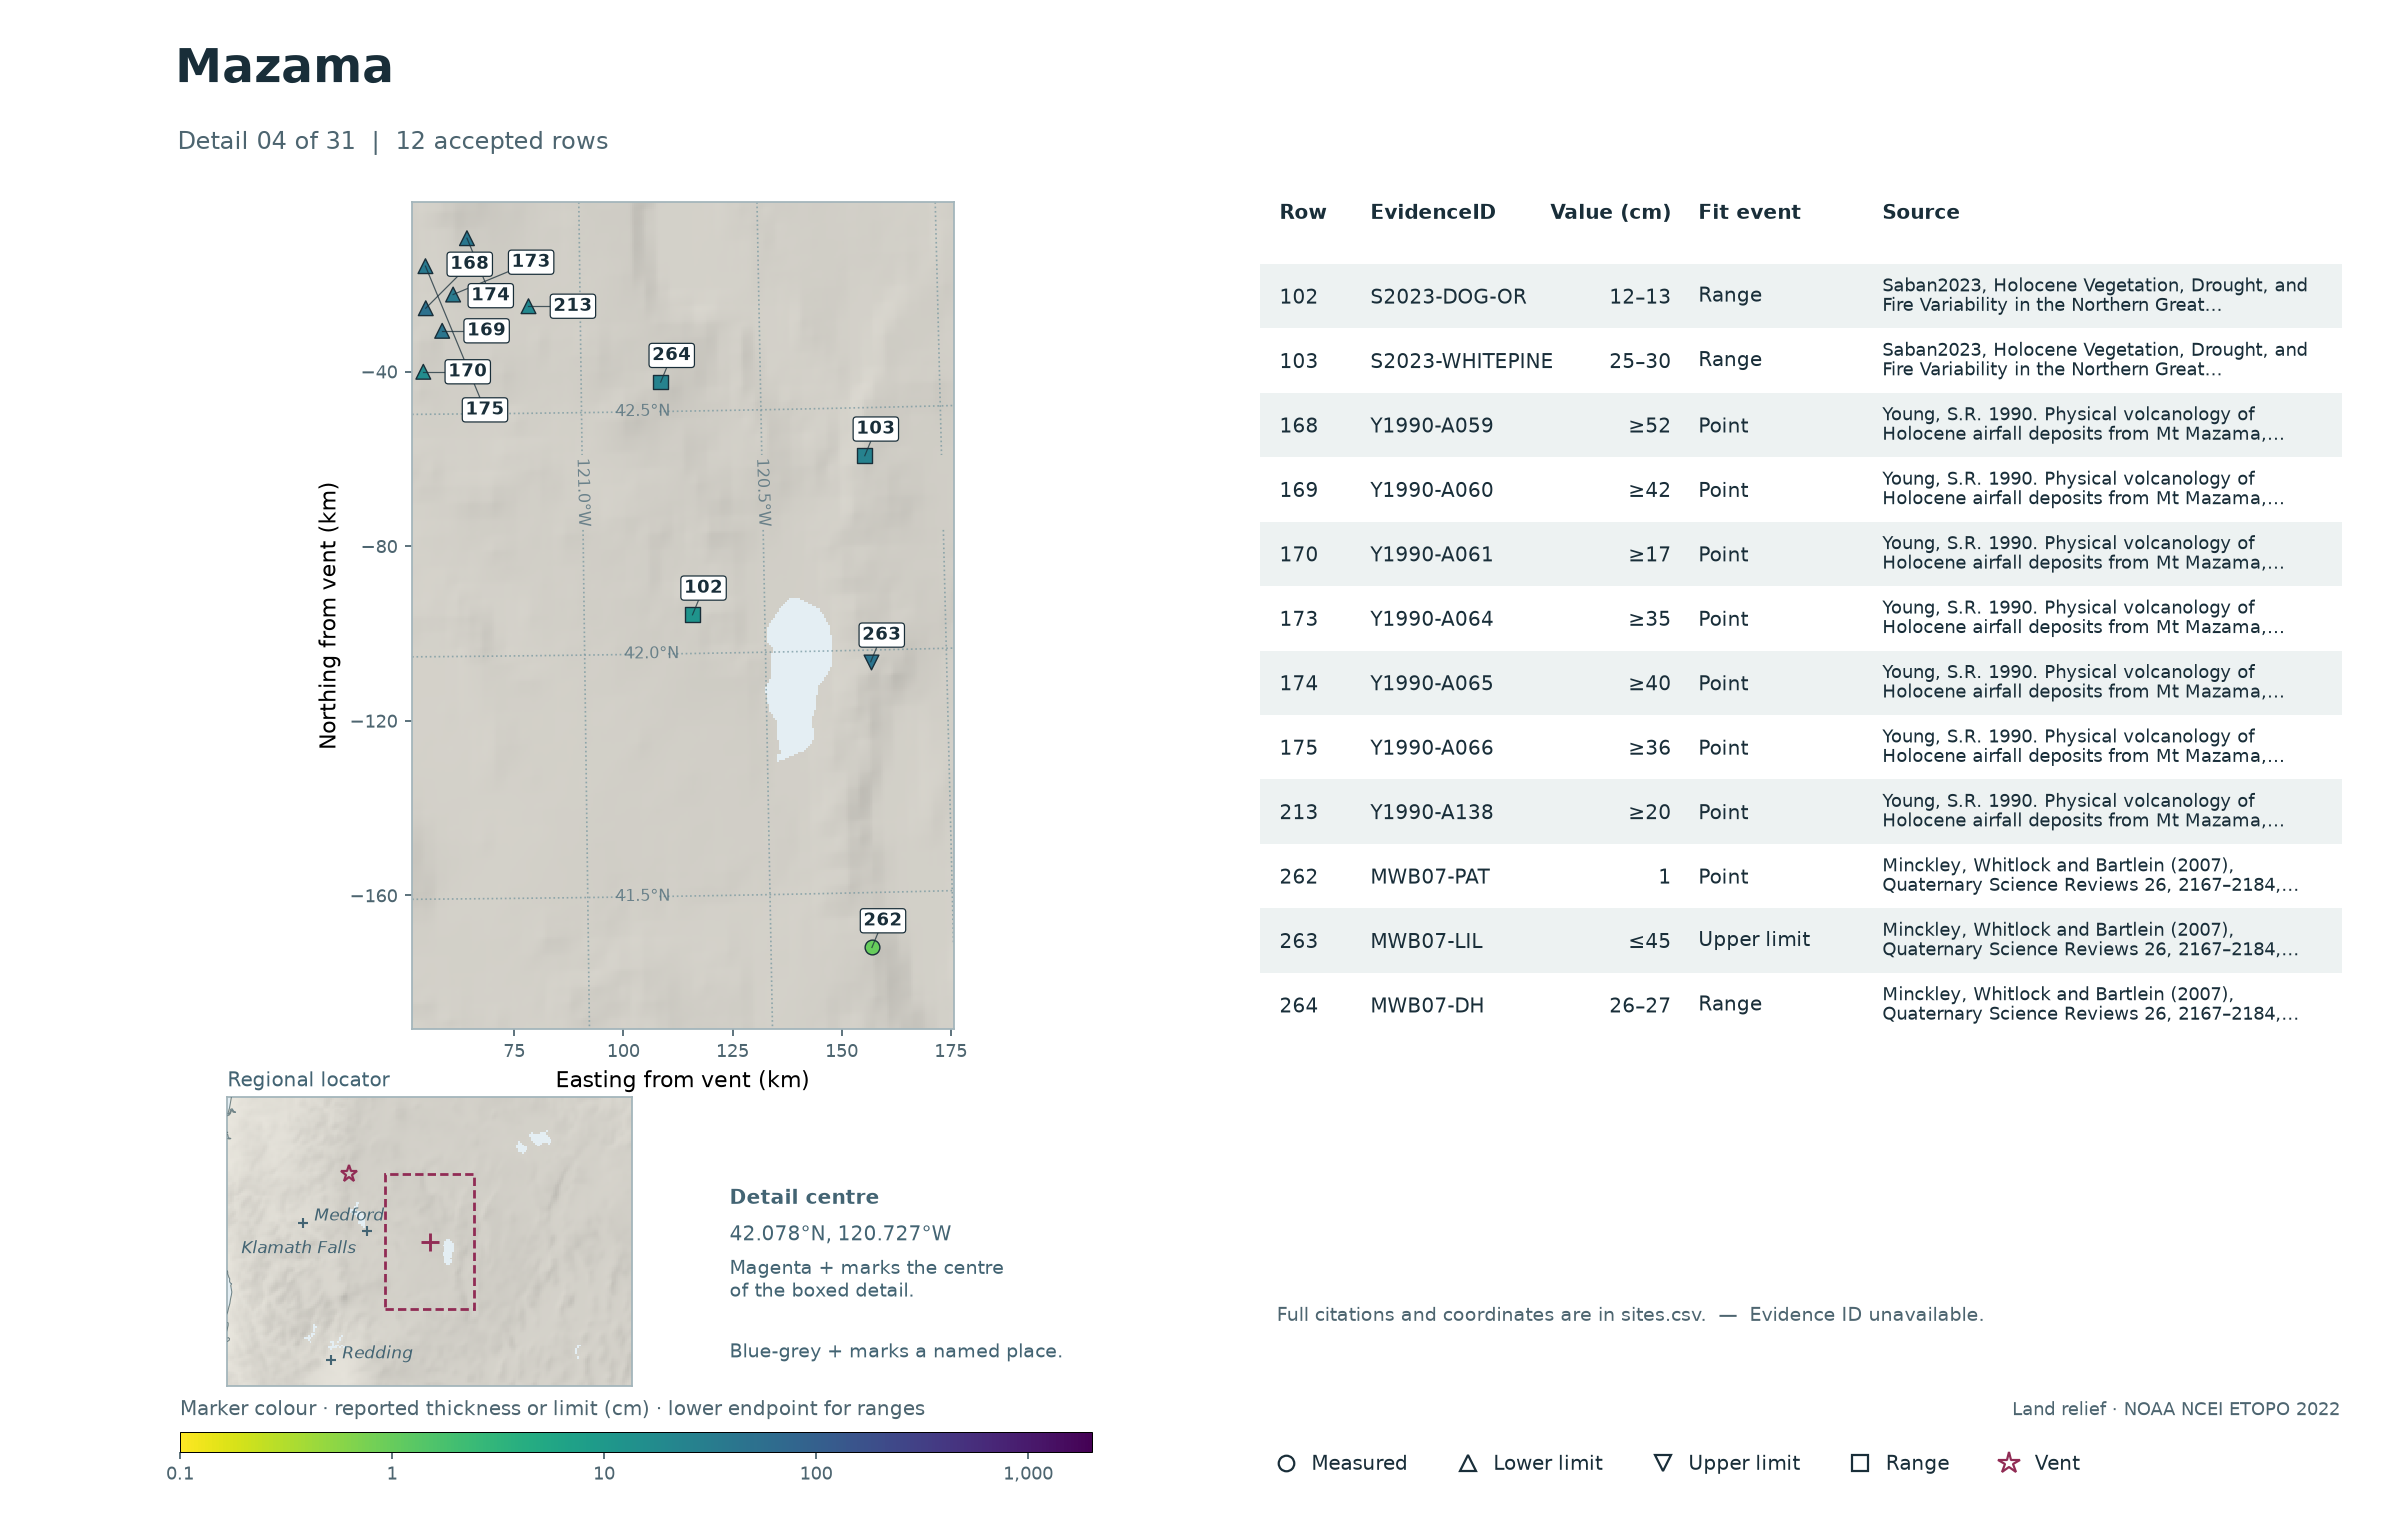 Mazama
Detail 04 of 31 | 12 accepted rows
168
173
174
213
169
170
175
264
103
102
263
262
42.5°N
42.0°N
41.5°N
121.0°W
120.5°W
−40
−80
−120
−160
Northing from vent (km)
75
100
125
150
175
Easting from vent (km)
Row EvidenceID Value (cm) Fit event Source
102 S2023-DOG-OR 12–13 Range Saban2023, Holocene Vegetation, Drought, and
Fire Variability in the Northern Great…
103 S2023-WHITEPINE 25–30 Range Saban2023, Holocene Vegetation, Drought, and
Fire Variability in the Northern Great…
168 Y1990-A059 ≥52 Point Young, S.R. 1990. Physical volcanology of
Holocene airfall deposits from Mt Mazama,…
169 Y1990-A060 ≥42 Point Young, S.R. 1990. Physical volcanology of
Holocene airfall deposits from Mt Mazama,…
170 Y1990-A061 ≥17 Point Young, S.R. 1990. Physical volcanology of
Holocene airfall deposits from Mt Mazama,…
173 Y1990-A064 ≥35 Point Young, S.R. 1990. Physical volcanology of
Holocene airfall deposits from Mt Mazama,…
174 Y1990-A065 ≥40 Point Young, S.R. 1990. Physical volcanology of
Holocene airfall deposits from Mt Mazama,…
175 Y1990-A066 ≥36 Point Young, S.R. 1990. Physical volcanology of
Holocene airfall deposits from Mt Mazama,…
213 Y1990-A138 ≥20 Point Young, S.R. 1990. Physical volcanology of
Holocene airfall deposits from Mt Mazama,…
262 MWB07-PAT 1 Point Minckley, Whitlock and Bartlein (2007),
Quaternary Science Reviews 26, 2167–2184,…
263 MWB07-LIL ≤45 Upper limit Minckley, Whitlock and Bartlein (2007),
Quaternary Science Reviews 26, 2167–2184,…
264 MWB07-DH 26–27 Range Minckley, Whitlock and Bartlein (2007),
Quaternary Science Reviews 26, 2167–2184,…
Regional locator
Medford
Klamath Falls
Redding
Detail centre
42.078°N, 120.727°W
Magenta + marks the centre
of the boxed detail.
Blue-grey + marks a named place.
Full citations and coordinates are in sites.csv. — Evidence ID unavailable.
Marker colour · reported thickness or limit (cm) · lower endpoint for ranges
0.1 1 10 100 1,000
Land relief · NOAA NCEI ETOPO 2022
Measured Lower limit Upper limit Range Vent